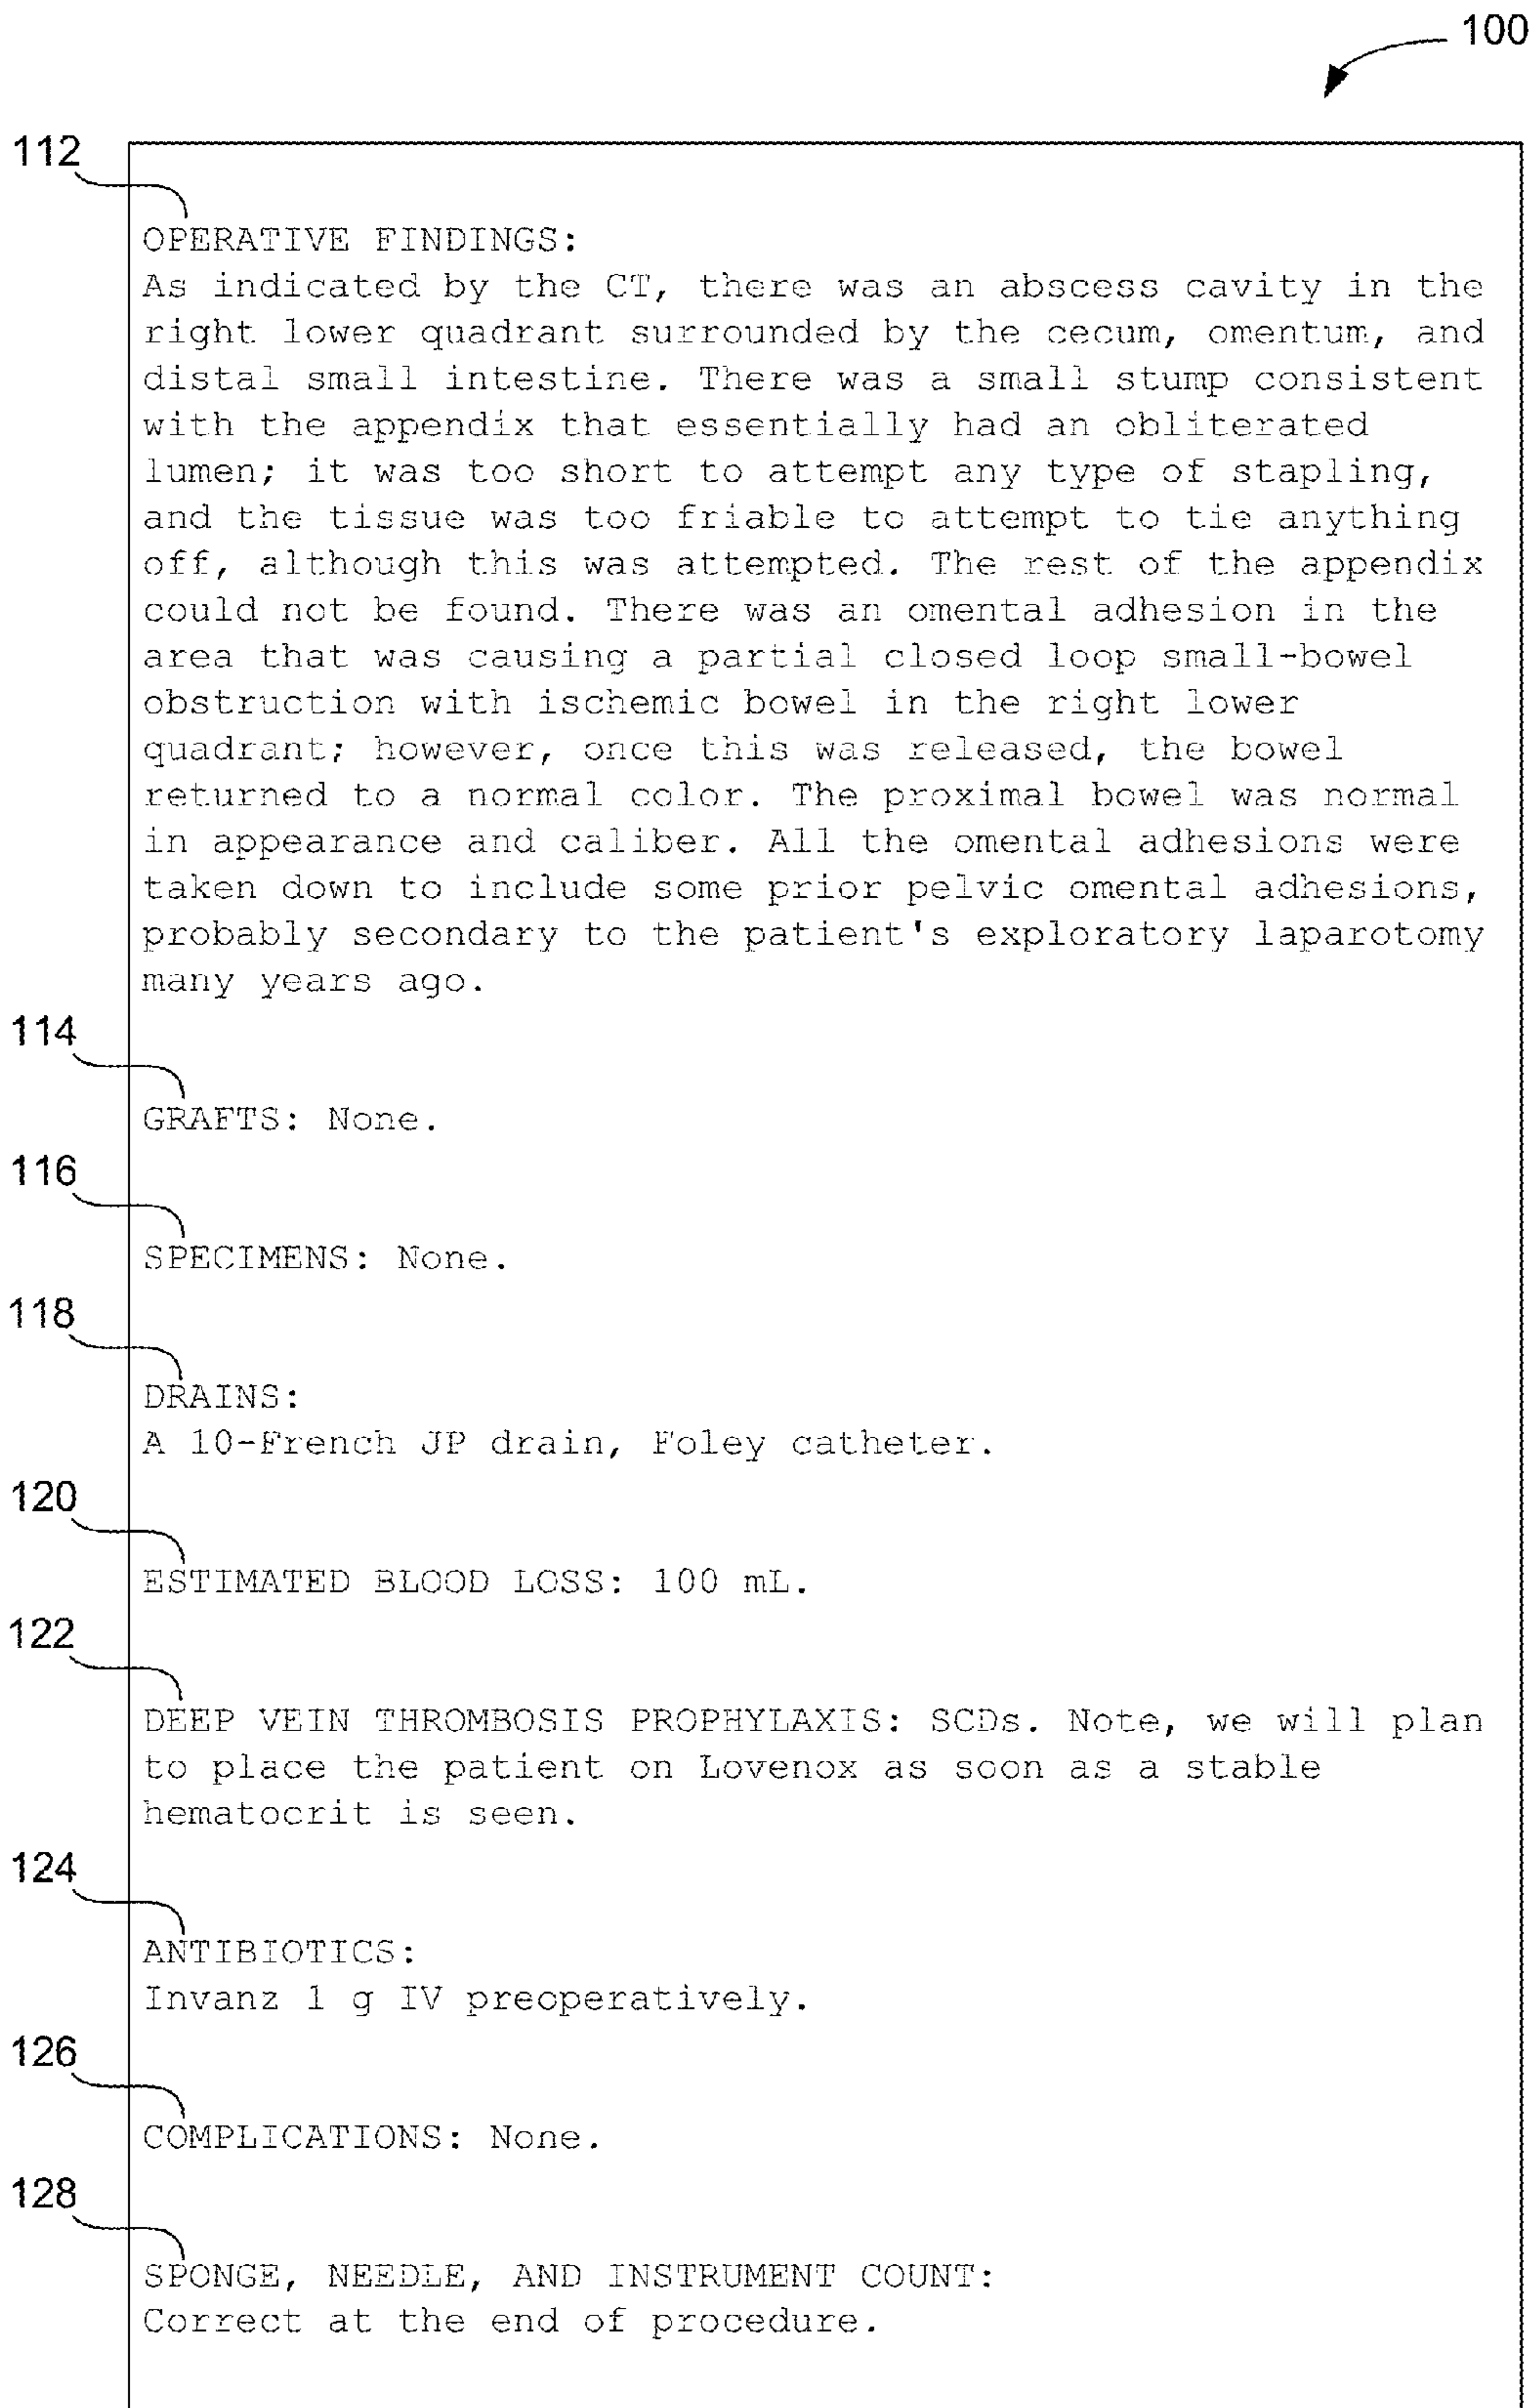 100
112
OPERATIVE FINDINGS:
As indicated by the CT, there was an abscess cavity in the
right lower quadrant surrounded by the cecum, omentum, and
distal small intestine. There was a small stump consistent
with the appendix that essentially had an obliterated
lumen; it was too short to attempt any type of stapling,
and the tissue was too friable to attempt to tie anything
off, although this was attempted. The rest of the appendix
could not be found. There was an omental adhesion in the
area that was causing a partial closed loop small-bowel
obstruction with ischemic bowel in the right lower
quadrant; however, once this was released, the bowel
returned to a normal color. The proximal bowel was normal
in appearance and caliber. All the omental adhesions were
taken down to include some prior pelvic omental adhesions,
probably secondary to the patient's exploratory laparotomy
many years ago.
114
GRAFTS: None.
116
SPECIMENS: None.
118
DRAINS:
A 10-French JP drain, Foley catheter.
120
ESTIMATED BLOOD LOSS: 100 mL.
122
DEEP VEIN THROMBOSIS PROPHYLAXIS: SCDs. Note, we will plan
to place the patient on Lovenox as soon as a stable
hematocrit is seen.
124
ANTIBIOTICS:
Invanz 1 g IV preoperatively.
126
COMPLICATIONS: None.
128
SPONGE, NEEDLE, AND INSTRUMENT COUNT:
Correct at the end of procedure.